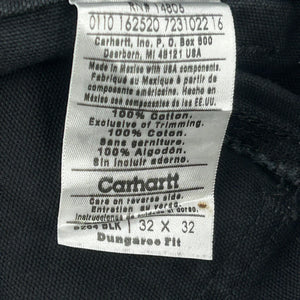 RN# 14806
0110 162520 7231022 16
Carhartt, Inc. P. O. Box 600
Dearborn, MI 48121 USA
Made in Mexico with USA components.
Fabriqué au Mexique à partir de
composants américains. Hecho en
México con componentes de los EE.UU.
100% Cotton.
Exclusive of Trimming.
100% Coton.
Sans garniture.
100% Algodón.
Sin incluir adorno.
Carhartt
Care on reverse side.
Entretien au verso.
Instrucciones de cuidado al dorso.
BLK 32 X 32
Dungaree Fit